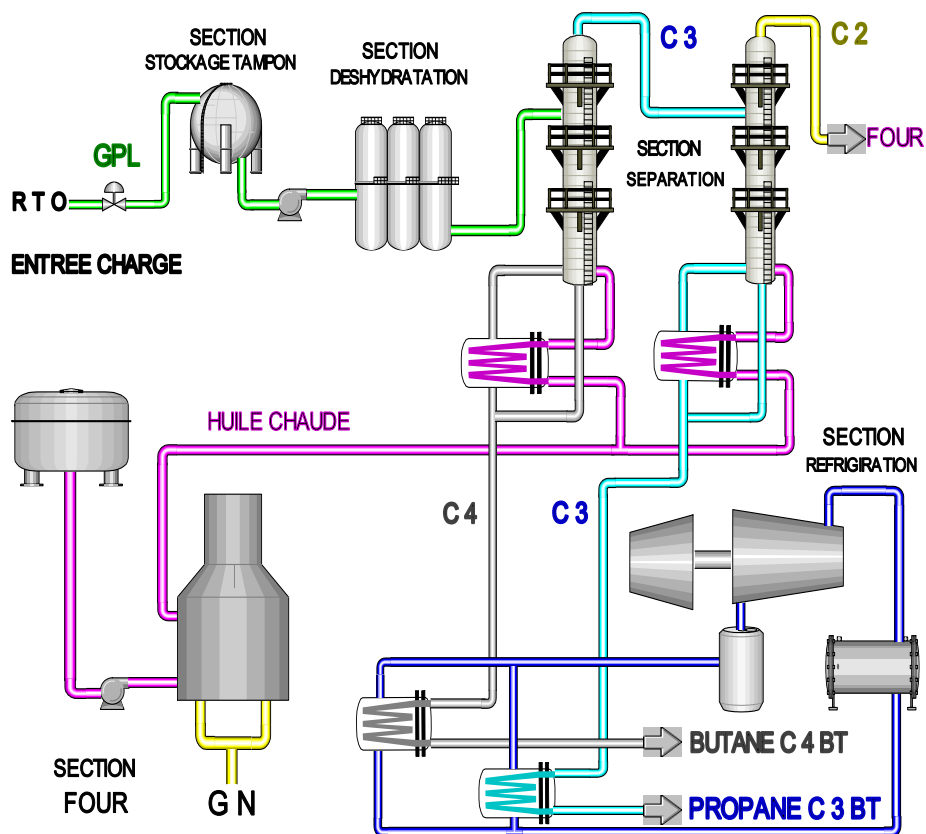 SECTION
STOCKAGE TAMPON
SECTION
DESHYDRATATION
C 3
C 2
GPL
FOUR
SECTION
SEPARATION
R T O
ENTREE CHARGE
HUILE CHAUDE
SECTION
REFRIGIRATION
C 4
C 3
BUTANE C 4 BT
SECTION
FOUR
G N
PROPANE C 3 BT